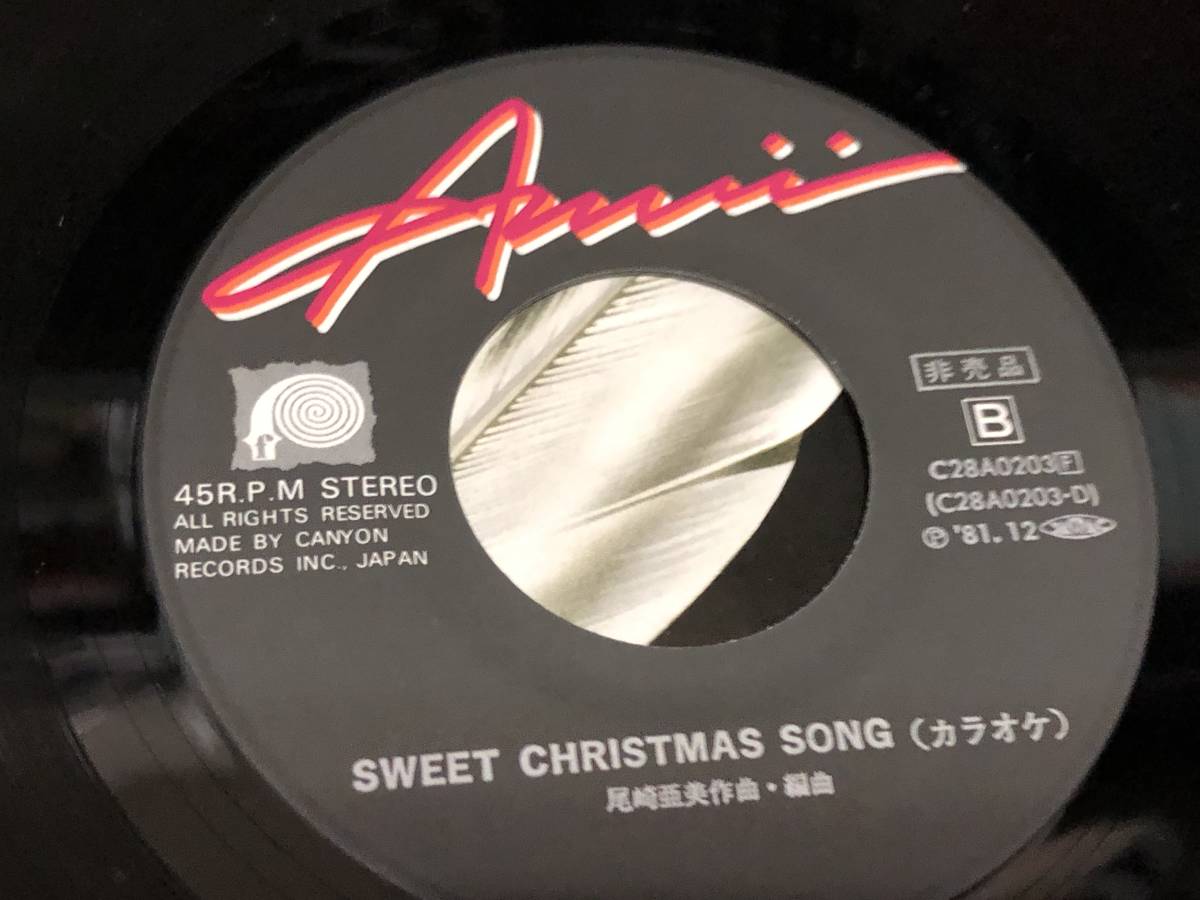 Amii
f
45R.P.M STEREO
ALL RIGHTS RESERVED
MADE BY CANYON
RECORDS INC., JAPAN
非売品
B
C28A0203F
(C28A0203-D)
Ⓟ '81.12
SWEET CHRISTMAS SONG (カラオケ)
尾崎亜美作曲・編曲